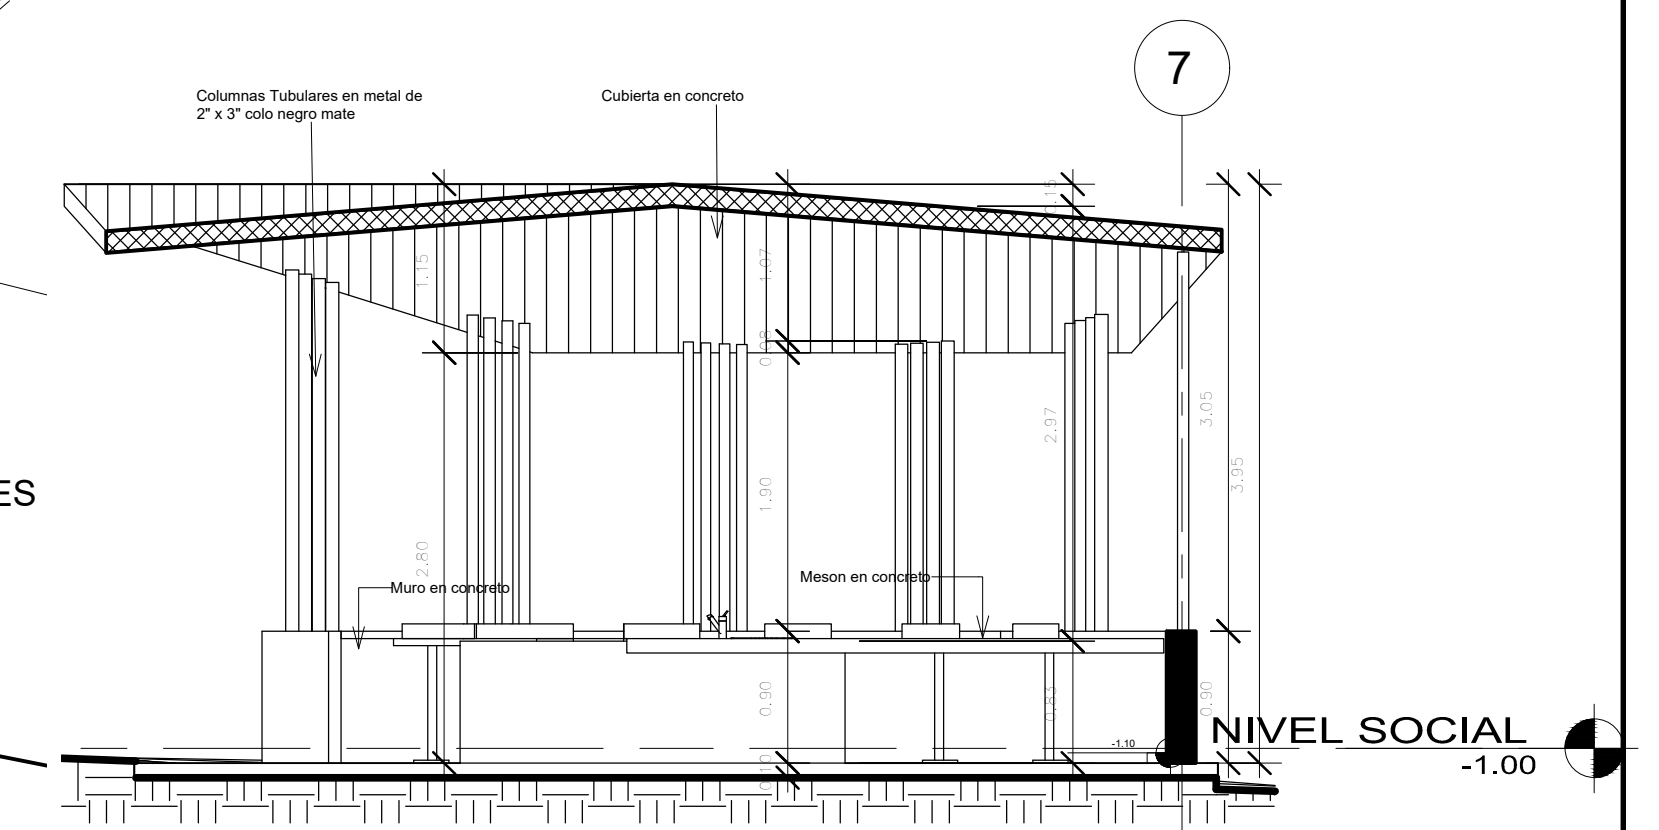 7
Columnas Tubulares en metal de
2" x 3" colo negro mate
Cubierta en concreto
0.15
1.15
1.07
0.08
2.97
3.05
3.95
1.90
ES
2.80
Muro en concreto
Meson en concreto
0.90
0.83
0.90
NIVEL SOCIAL
-1.10
-1.00
0.10